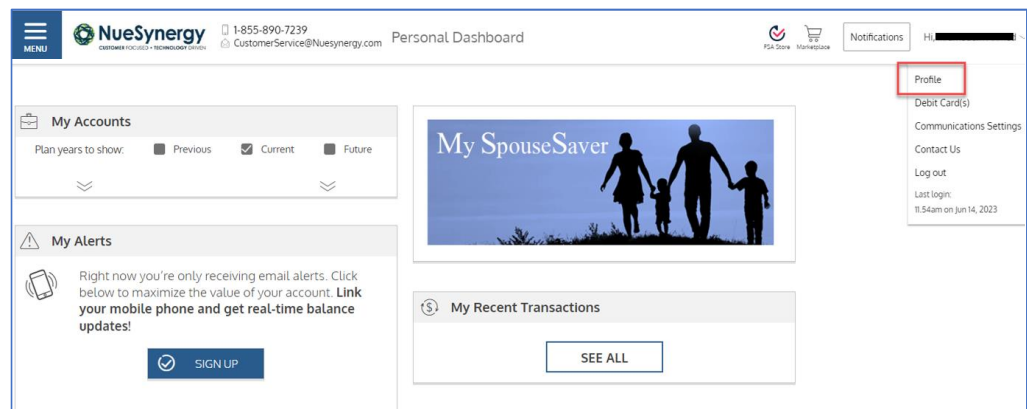 MENU
NueSynergy
CUSTOMER FOCUSED • TECHNOLOGY DRIVEN
1-855-890-7239
CustomerService@Nuesynergy.com
Personal Dashboard
FSA Store
Marketplace
Notifications
Hi,
Profile
Debit Card(s)
Communications Settings
Contact Us
Log out
Last login:
11.54am on Jun 14, 2023
My Accounts
Plan years to show:
Previous
Current
Future
My SpouseSaver
My Alerts
Right now you're only receiving email alerts. Click
below to maximize the value of your account. Link
your mobile phone and get real-time balance
updates!
SIGN UP
My Recent Transactions
SEE ALL